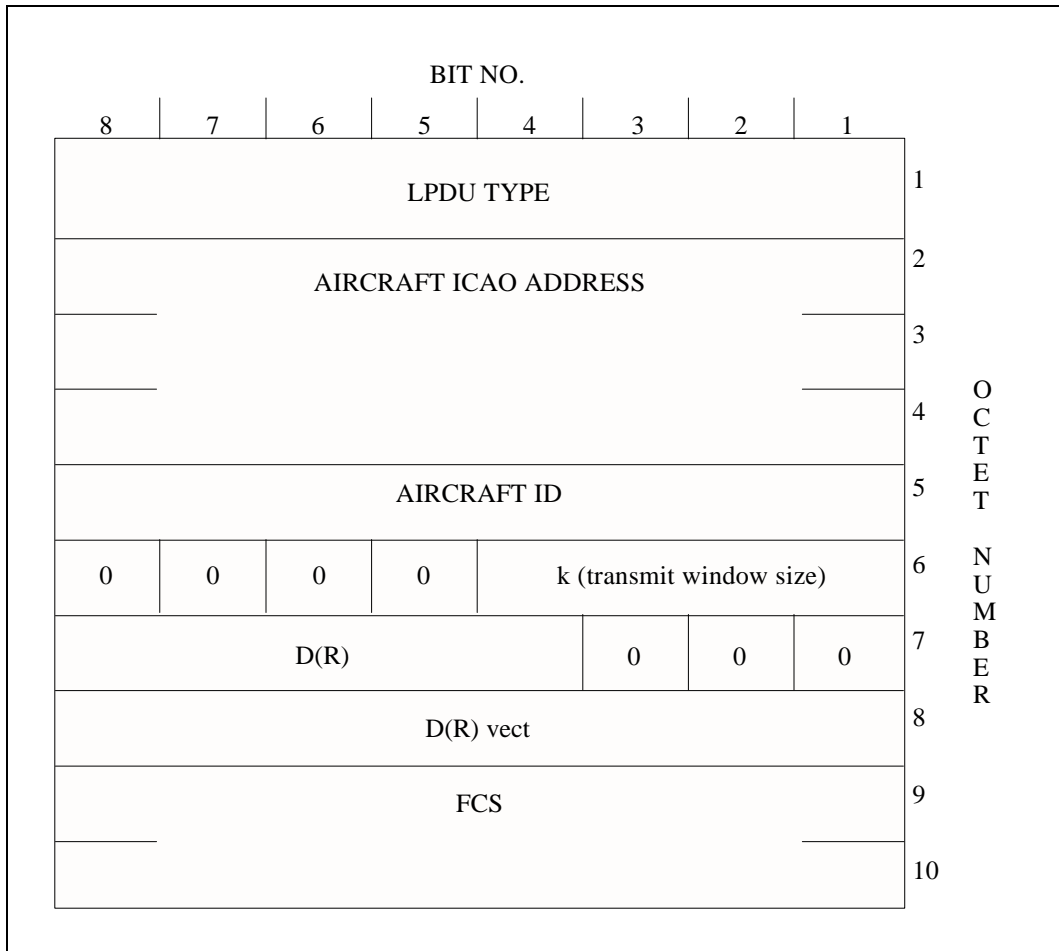 BIT NO.
8 7 6 5 4 3 2 1
LPDU TYPE 1
2
AIRCRAFT ICAO ADDRESS
3
4
AIRCRAFT ID 5
0 0 0 0 k (transmit window size) 6
D(R) 0 0 0 7
D(R) vect 8
FCS 9
10
OCTET NUMBER